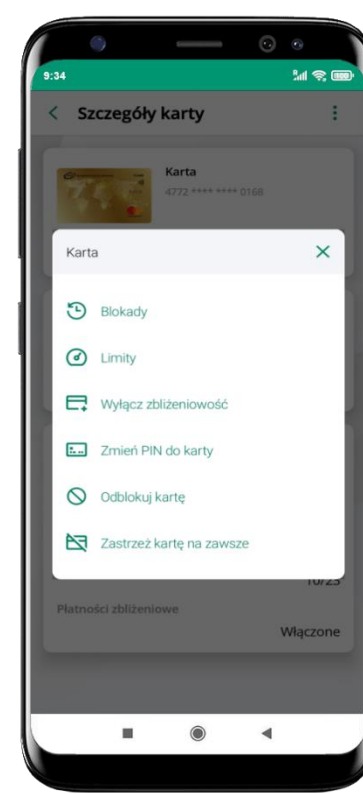 9:34
Szczegóły karty
Karta
4772 **** **** 0168
Karta
Blokady
Limity
Wyłącz zbliżeniowość
Zmień PIN do karty
Odblokuj kartę
Zastrzeż kartę na zawsze
10/23
Płatności zbliżeniowe
Włączone